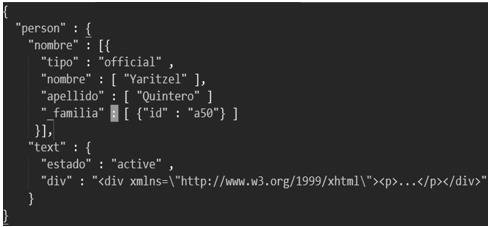 {
"person" : {
"nombre" : [{
"tipo" : "official" ,
"nombre" : [ "Yaritzel" ],
"apellido" : [ "Quintero" ]
"_familia" : [ {"id" : "a50"} ]
}],
"text" : {
"estado" : "active" ,
"div" : "<div xmlns=\"http://www.w3.org/1999/xhtml\"><p>...</p></div>"
}
}